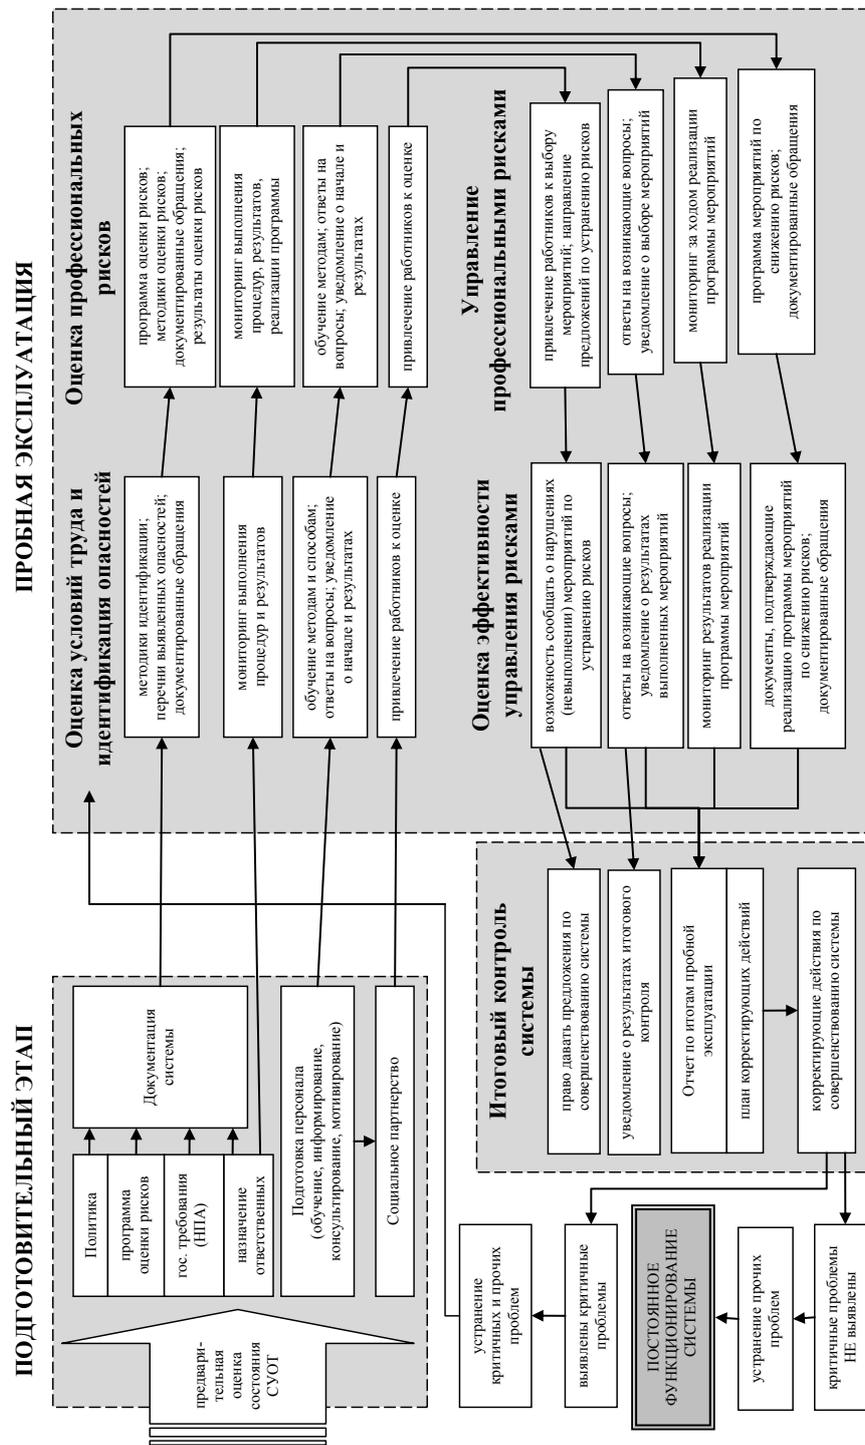 ПОДГОТОВИТЕЛЬНЫЙ ЭТАП
предвари-
тельная
оценка
состояния
СУОТ
Политика
программа
оценки рисков
гос. требования
(НПА)
назначение
ответственных
Документация
системы
Подготовка персонала
(обучение, информирование,
консультирование, мотивирование)
Социальное партнерство
ПРОБНАЯ ЭКСПЛУАТАЦИЯ
Оценка условий труда и
идентификация опасностей
методики идентификации;
перечни выявленных опасностей;
документированные обращения
мониторинг выполнения
процедур и результатов
обучение методам и способам;
ответы на вопросы; уведомление
о начале и результатах
привлечение работников к оценке
Оценка профессиональных
рисков
программа оценки рисков;
методики оценки рисков;
документированные обращения;
результаты оценки рисков
мониторинг выполнения
процедур, результатов,
реализации программы
обучение методам; ответы на
вопросы; уведомление о начале и
результатах
привлечение работников к оценке
Управление
профессиональными рисками
привлечение работников к выбору
мероприятий; направление
предложений по устранению рисков
ответы на возникающие вопросы;
уведомление о выборе мероприятий
мониторинг за ходом реализации
программы мероприятий
программа мероприятий по
снижению рисков;
документированные обращения
Оценка эффективности
управления рисками
возможность сообщать о нарушениях
(невыполнении) мероприятий по
устранению рисков
ответы на возникающие вопросы;
уведомление о результатах
выполненных мероприятий
мониторинг результатов реализации
программы мероприятий
документы, подтверждающие
реализацию программы мероприятий
по снижению рисков;
документированные обращения
Итоговый контроль
системы
право давать предложения по
совершенствованию системы
уведомление о результатах итогового
контроля
Отчет по итогам пробной
эксплуатации
план корректирующих действий
корректирующие действия по
совершенствованию системы
устранение
критичных и прочих
проблем
выявлены критичные
проблемы
ПОСТОЯННОЕ
ФУНКЦИОНИРОВАНИЕ
СИСТЕМЫ
устранение прочих
проблем
критичные проблемы
НЕ выявлены